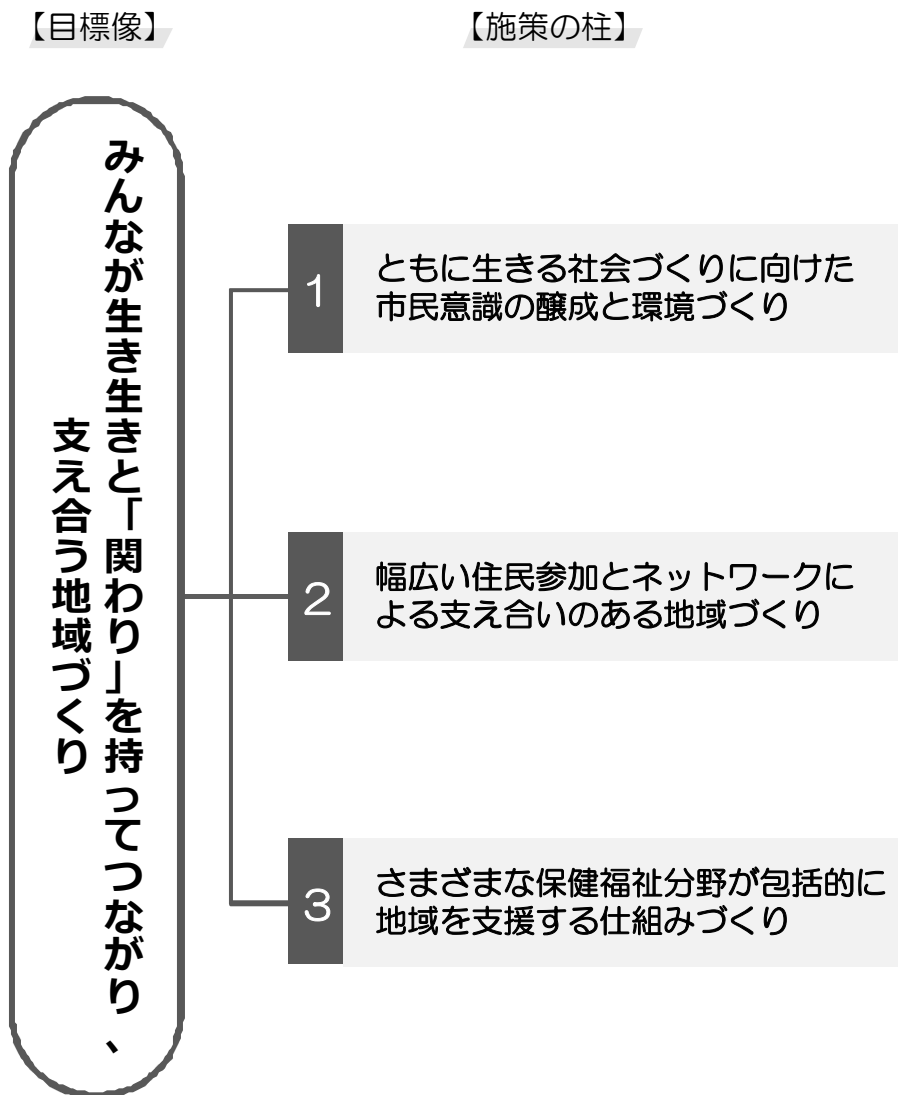 【目標像】
【施策の柱】
みんなが生き生きと「関わり」を持ってつながり、
支え合う地域づくり
1
ともに生きる社会づくりに向けた
市民意識の醸成と環境づくり
2
幅広い住民参加とネットワークに
よる支え合いのある地域づくり
3
さまざまな保健福祉分野が包括的に
地域を支援する仕組みづくり